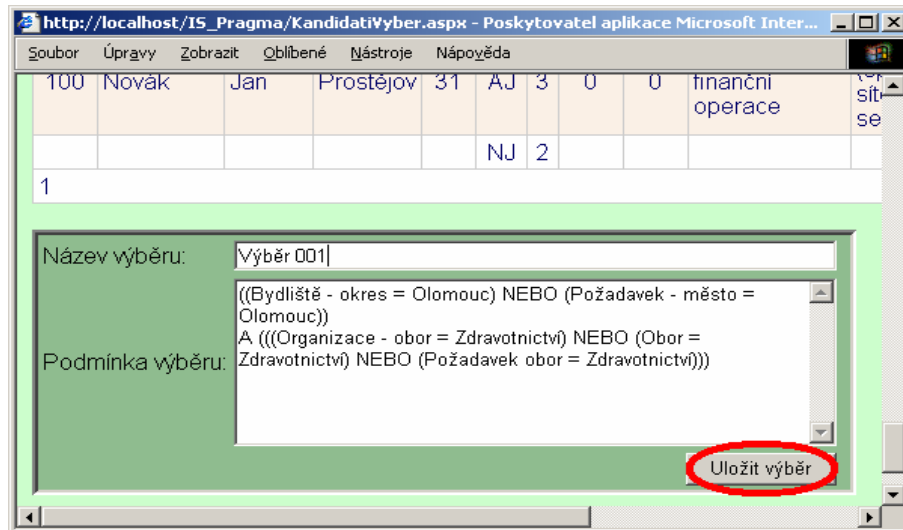 http://localhost/IS_Pragma/KandidatiVyber.aspx - Poskytovatel aplikace Microsoft Inter...
Soubor Úpravy Zobrazit Oblíbené Nástroje Nápověda
100 Novák Jan Prostějov 31 AJ 3 0 0 finanční
operace
sít
se
NJ 2
1
Název výběru: Výběr 001
((Bydliště - okres = Olomouc) NEBO (Požadavek - město =
Olomouc))
A (((Organizace - obor = Zdravotnictví) NEBO (Obor =
Podmínka výběru: Zdravotnictví) NEBO (Požadavek obor = Zdravotnictví)))
Uložit výběr